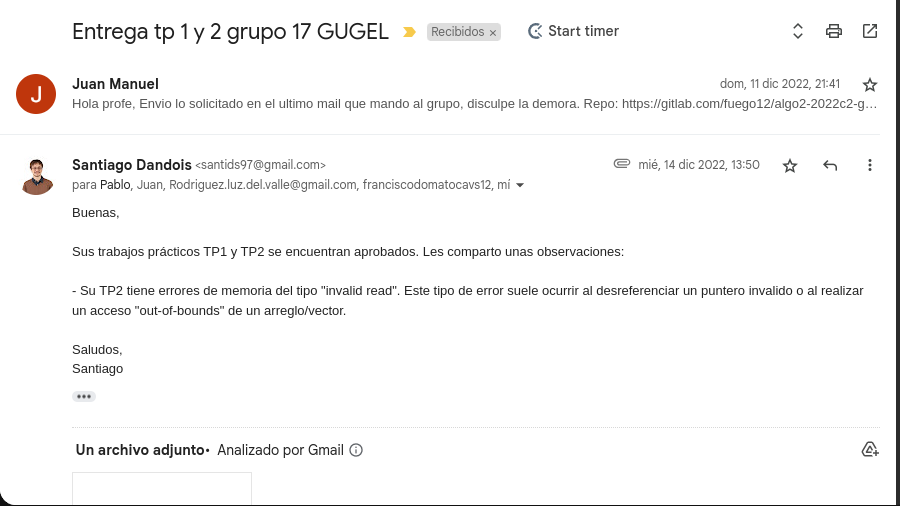 Entrega tp 1 y 2 grupo 17 GUGEL Recibidos × Start timer
J
Juan Manuel dom, 11 dic 2022, 21:41
Hola profe, Envio lo solicitado en el ultimo mail que mando al grupo, disculpe la demora. Repo: https://gitlab.com/fuego12/algo2-2022c2-g…
Santiago Dandois <santids97@gmail.com> mié, 14 dic 2022, 13:50
para Pablo, Juan, Rodriguez.luz.del.valle@gmail.com, franciscodomatocavs12, mí
Buenas,
Sus trabajos prácticos TP1 y TP2 se encuentran aprobados. Les comparto unas observaciones:
- Su TP2 tiene errores de memoria del tipo "invalid read". Este tipo de error suele ocurrir al desreferenciar un puntero invalido o al realizar
un acceso "out-of-bounds" de un arreglo/vector.
Saludos,
Santiago
Un archivo adjunto• Analizado por Gmail